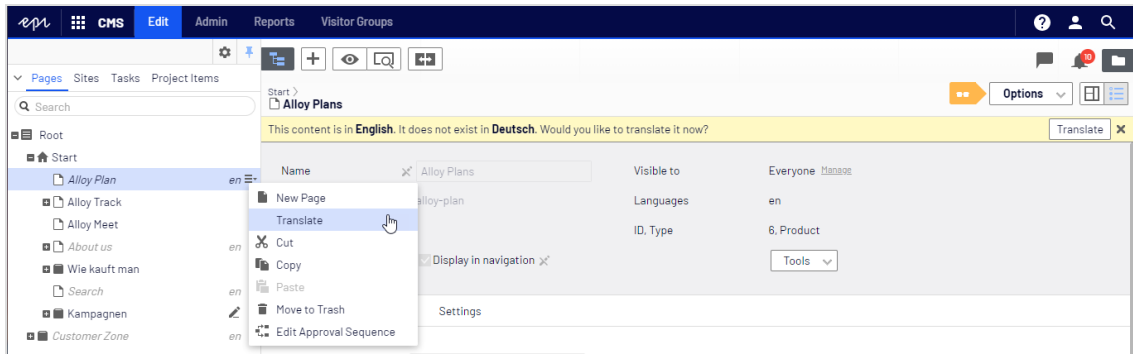 epi CMS Edit Admin Reports Visitor Groups
Pages Sites Tasks Project Items
Search
Root
Start
Alloy Plan en
Alloy Track
Alloy Meet
About us en
Wie kauft man
Search en
Kampagnen
Customer Zone en
New Page
Translate
Cut
Copy
Paste
Move to Trash
Edit Approval Sequence
10
Start >
Alloy Plans
Options
This content is in English. It does not exist in Deutsch. Would you like to translate it now? Translate
Name Alloy Plans
alloy-plan
Display in navigation
Visible to Everyone Manage
Languages en
ID, Type 6, Product
Tools
Settings